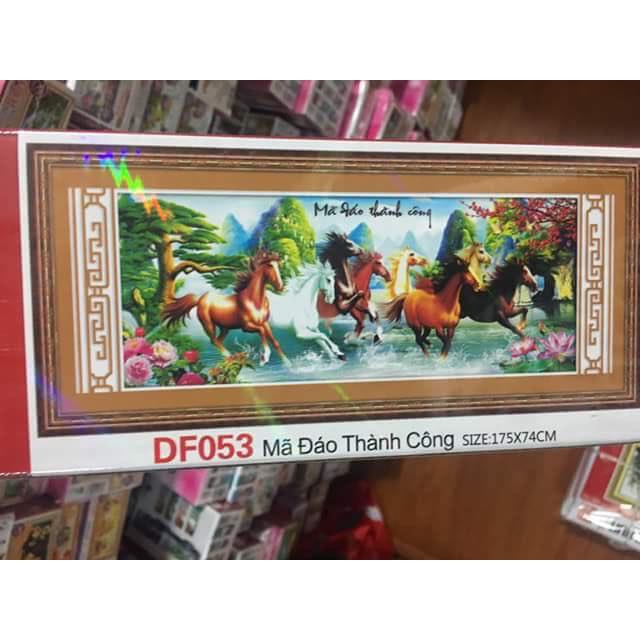 Mã Đáo thành công
DF053 Mã Đáo Thành Công SIZE:175X74CM